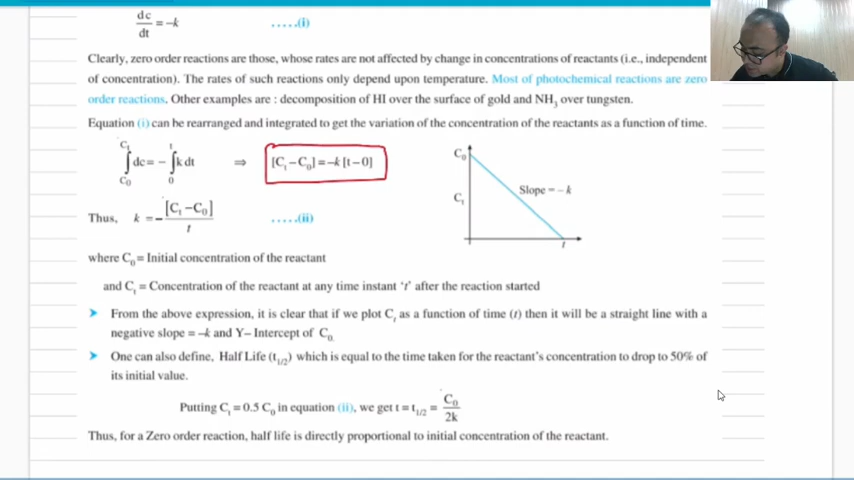 dc/dt = –k .....(i)
Clearly, zero order reactions are those, whose rates are not affected by change in concentrations of reactants (i.e., independent
of concentration). The rates of such reactions only depend upon temperature. Most of photochemical reactions are zero
order reactions. Other examples are : decomposition of HI over the surface of gold and NH₃ over tungsten.
Equation (i) can be rearranged and integrated to get the variation of the concentration of the reactants as a function of time.
∫_{C₀}^{Cₜ} dc = – ∫_{0}^{t} k dt ⇒ [Cₜ – C₀] = –k [t – 0]
Thus, k = – [Cₜ – C₀]/t .....(ii)
C₀
Cₜ
Slope = – k
t
where C₀ = Initial concentration of the reactant
and Cₜ = Concentration of the reactant at any time instant ‘t’ after the reaction started
➤ From the above expression, it is clear that if we plot Cₜ as a function of time (t) then it will be a straight line with a
negative slope = –k and Y– Intercept of C₀.
➤ One can also define, Half Life (t₁/₂) which is equal to the time taken for the reactant's concentration to drop to 50% of
its initial value.
Putting Cₜ = 0.5 C₀ in equation (ii), we get t = t₁/₂ = C₀/2k
Thus, for a Zero order reaction, half life is directly proportional to initial concentration of the reactant.